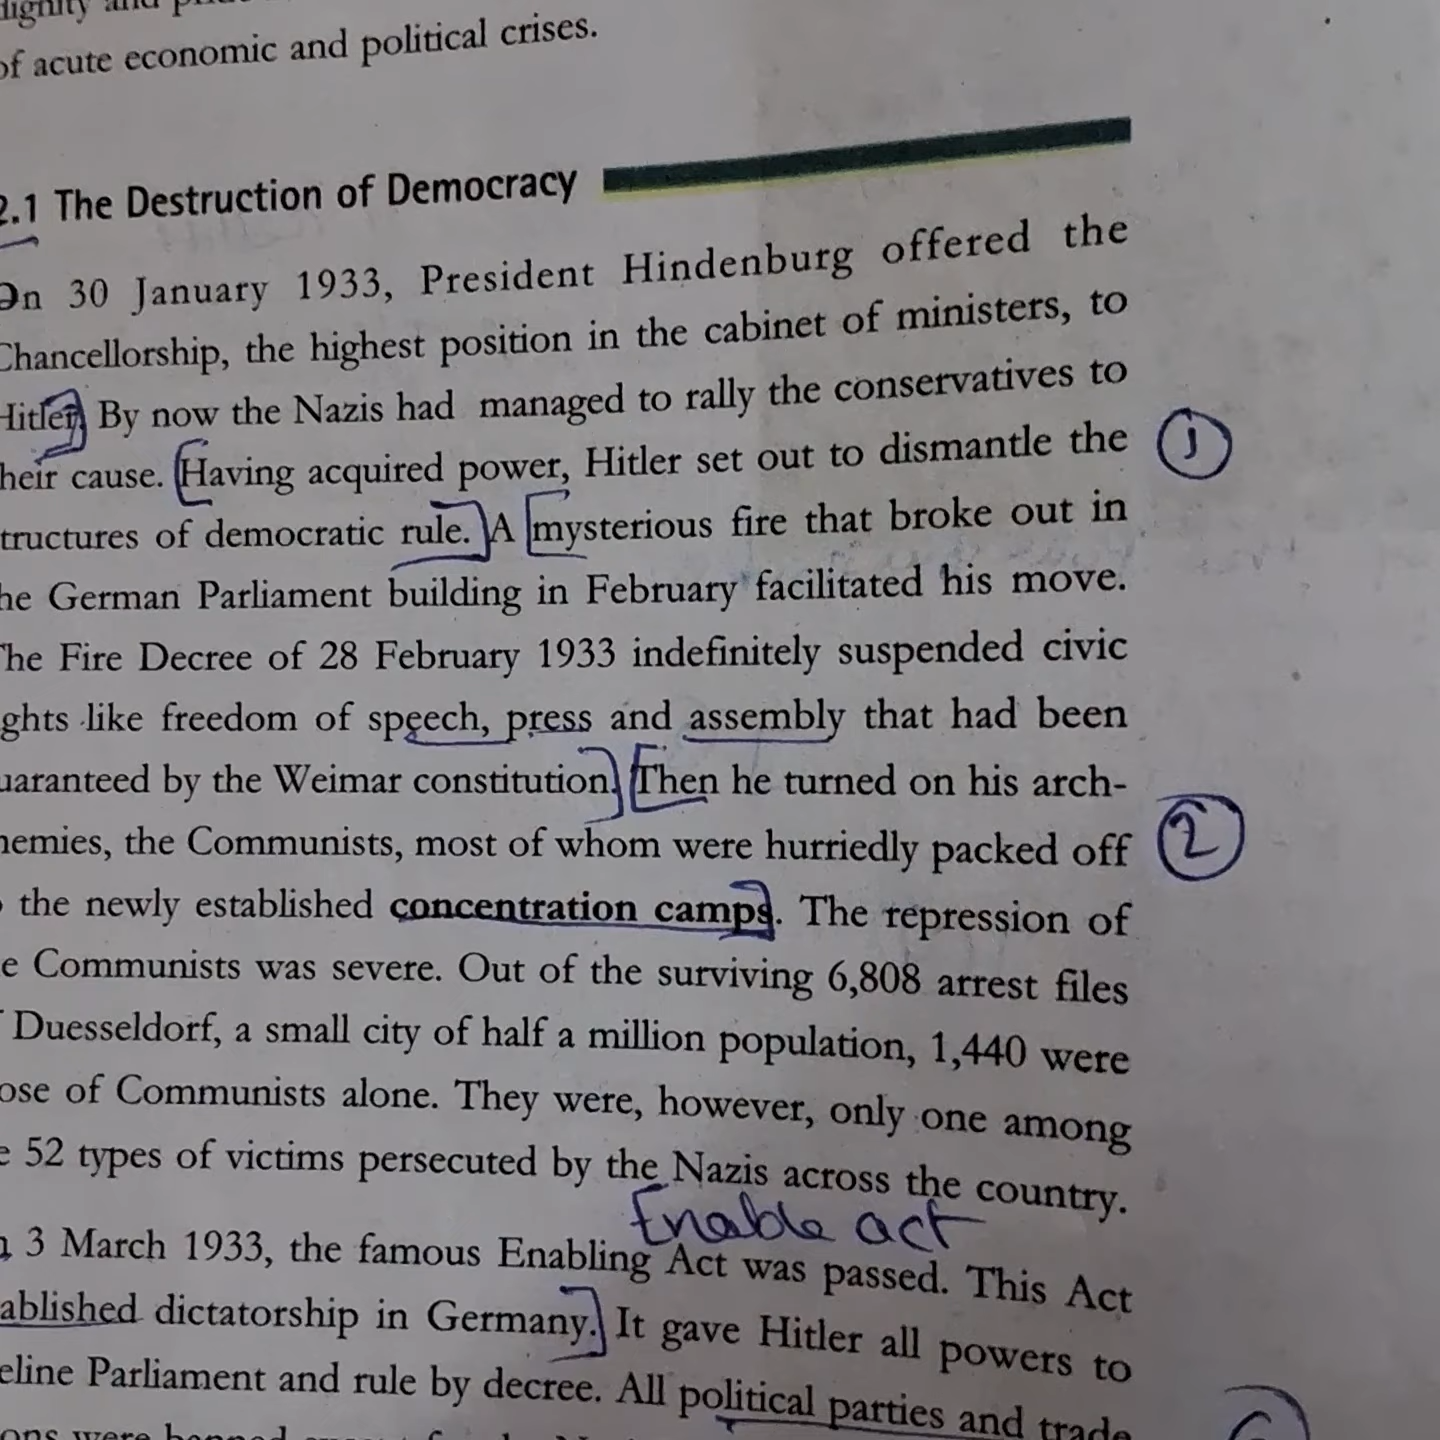 dignity and
of acute economic and political crises.
2.1 The Destruction of Democracy
On 30 January 1933, President Hindenburg offered the
Chancellorship, the highest position in the cabinet of ministers, to
Hitler. By now the Nazis had managed to rally the conservatives to
heir cause. Having acquired power, Hitler set out to dismantle the
1
tructures of democratic rule. A mysterious fire that broke out in
he German Parliament building in February facilitated his move.
The Fire Decree of 28 February 1933 indefinitely suspended civic
ghts like freedom of speech, press and assembly that had been
uaranteed by the Weimar constitution. Then he turned on his arch-
nemies, the Communists, most of whom were hurriedly packed off
2
the newly established concentration camps. The repression of
e Communists was severe. Out of the surviving 6,808 arrest files
Duesseldorf, a small city of half a million population, 1,440 were
ose of Communists alone. They were, however, only one among
e 52 types of victims persecuted by the Nazis across the country.
Enable act
3 March 1933, the famous Enabling Act was passed. This Act
ablished dictatorship in Germany. It gave Hitler all powers to
eline Parliament and rule by decree. All political parties and trade